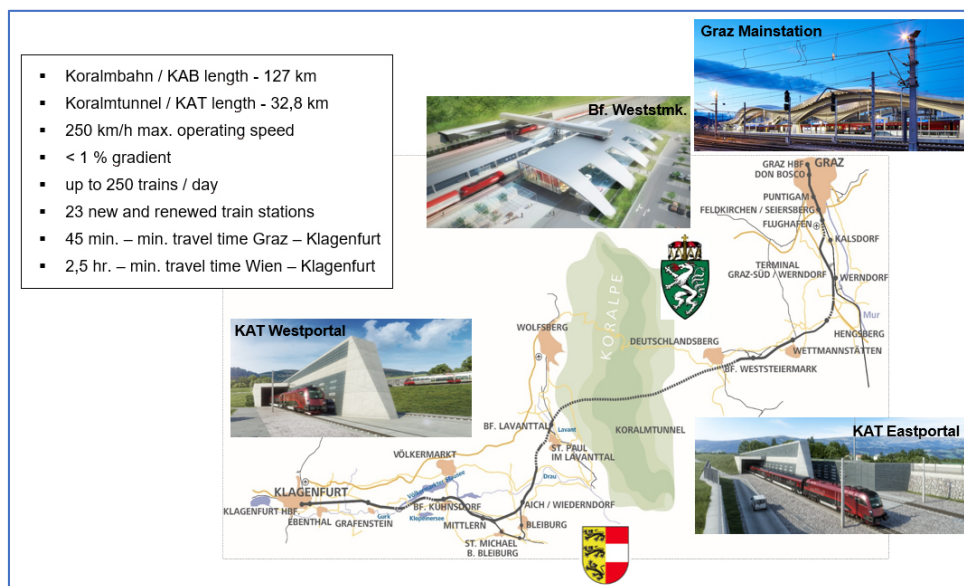 Graz Mainstation
▪ Koralmbahn / KAB length - 127 km
▪ Koralmtunnel / KAT length - 32,8 km
▪ 250 km/h max. operating speed
▪ < 1 % gradient
▪ up to 250 trains / day
▪ 23 new and renewed train stations
▪ 45 min. – min. travel time Graz – Klagenfurt
▪ 2,5 hr. – min. travel time Wien – Klagenfurt
Bf. Weststmk.
GRAZ HBF
GRAZ
DON BOSCO
PUNTIGAM
FELDKIRCHEN / SEIERSBERG
FLUGHAFEN
KALSDORF
TERMINAL
GRAZ-SÜD / WERNDORF
WERNDORF
Mur
HENGSBERG
WETTMANNSTÄTTEN
DEUTSCHLANDSBERG
BF. WESTSTEIERMARK
KORALPE
WOLFSBERG
KAT Westportal
KORALMTUNNEL
BF. LAVANTTAL
Lavant
ST. PAUL
IM LAVANTTAL
KAT Eastportal
VÖLKERMARKT
Drau
Völkermarkter Stausee
KLAGENFURT
KLAGENFURT HBF.
EBENTHAL
GRAFENSTEIN
Gurk
BF. KÜHNSDORF
Klopeinersee
MITTLERN
AICH / WIEDERNDORF
BLEIBURG
ST. MICHAEL
B. BLEIBURG